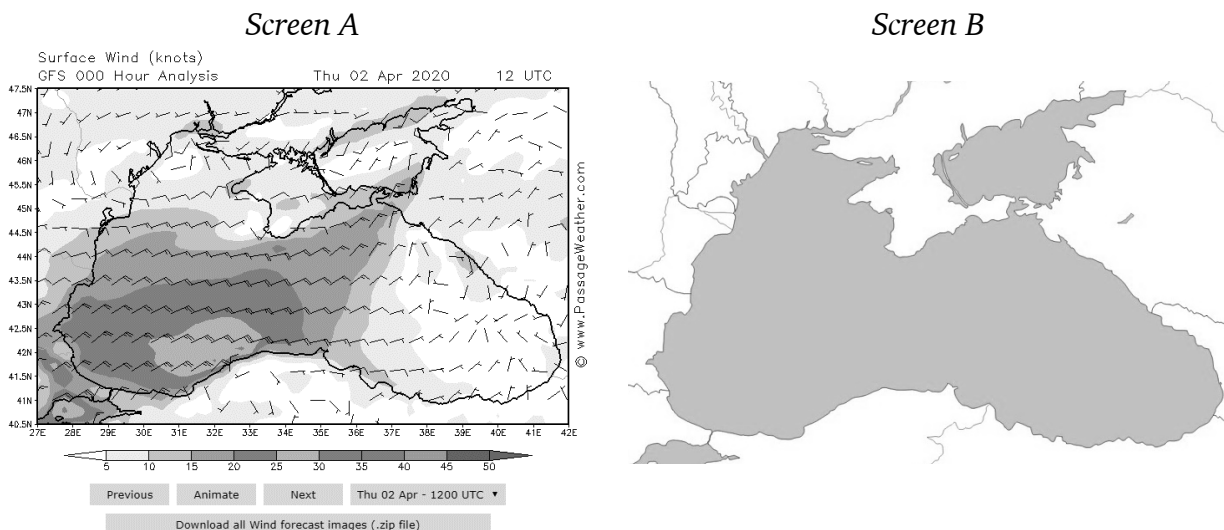 Screen A
Screen B
Surface Wind (knots)
GFS 000 Hour Analysis Thu 02 Apr 2020 12 UTC
47.5N
47N
46.5N
46N
45.5N
45N
44.5N
44N
43.5N
43N
42.5N
42N
41.5N
41N
40.5N
27E 28E 29E 30E 31E 32E 33E 34E 35E 36E 37E 38E 39E 40E 41E 42E
© www.PassageWeather.com
5 10 15 20 25 30 35 40 45 50
Previous Animate Next Thu 02 Apr - 1200 UTC ▼
Download all Wind forecast images (.zip file)